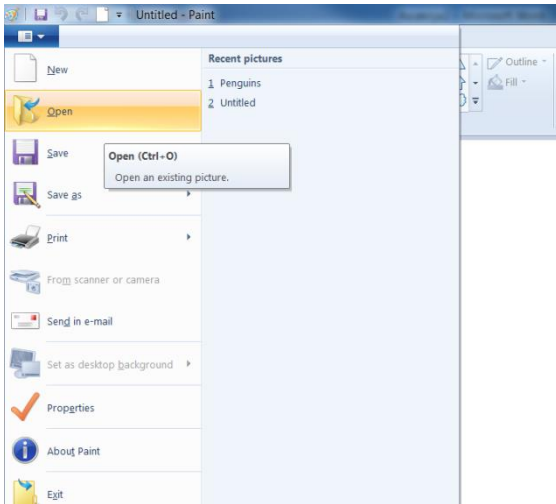 Untitled - Paint
New
Open
Save
Save as
Print
From scanner or camera
Send in e-mail
Set as desktop background
Properties
About Paint
Exit
Recent pictures
1 Penguins
2 Untitled
Open (Ctrl+O)
Open an existing picture.
Outline
Fill